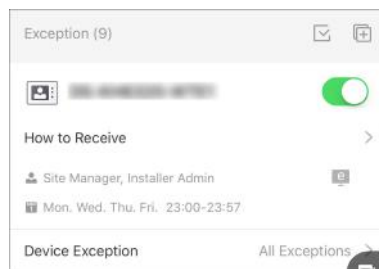 Exception (9)
How to Receive
Site Manager, Installer Admin
Mon. Wed. Thu. Fri. 23:00-23:57
Device Exception All Exceptions